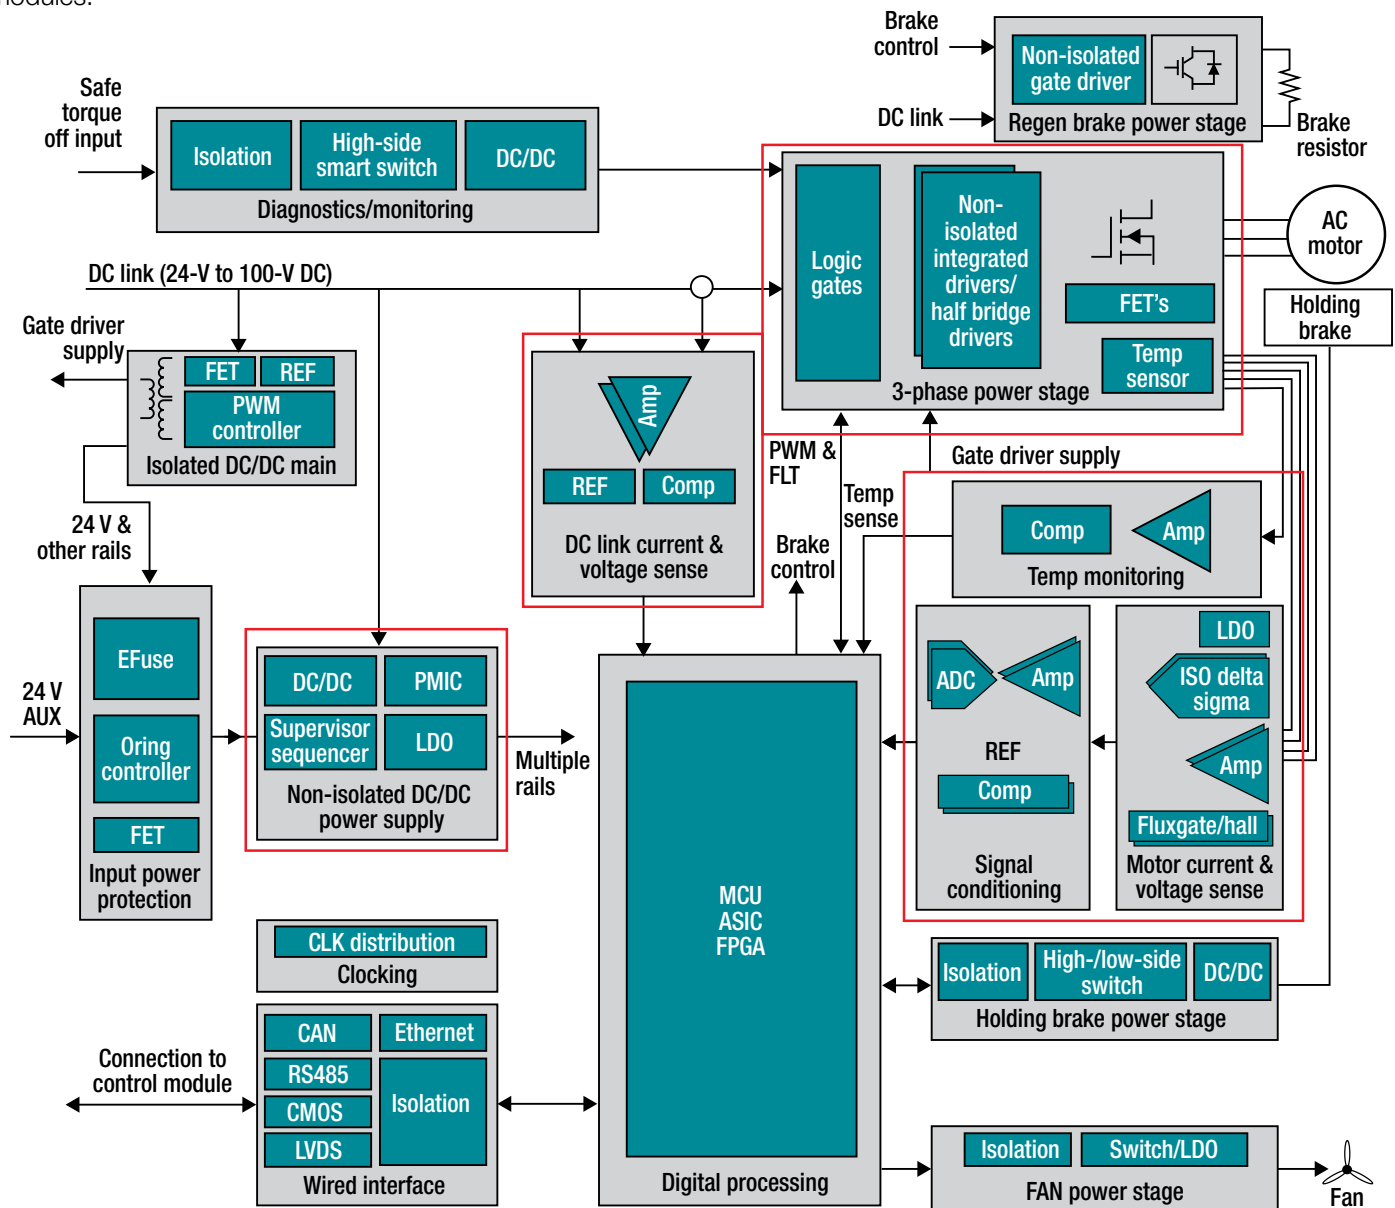 modules.
Brake
control
DC link
Non-isolated
gate driver
Regen brake power stage
Brake
resistor
Safe
torque
off input
Isolation
High-side
smart switch
DC/DC
Diagnostics/monitoring
Logic
gates
Non-
isolated
integrated
drivers/
half bridge
drivers
FET's
Temp
sensor
3-phase power stage
AC
motor
Holding
brake
DC link (24-V to 100-V DC)
Gate driver
supply
FET
REF
PWM
controller
Isolated DC/DC main
Amp
REF
Comp
DC link current &
voltage sense
PWM &
FLT
Gate driver supply
Temp
sense
Brake
control
Comp
Amp
Temp monitoring
24 V &
other rails
24 V
AUX
EFuse
Oring
controller
FET
Input power
protection
DC/DC
PMIC
Supervisor
sequencer
LDO
Non-isolated DC/DC
power supply
Multiple
rails
ADC
Amp
REF
Comp
Signal
conditioning
LDO
ISO delta
sigma
Amp
Fluxgate/hall
Motor current &
voltage sense
MCU
ASIC
FPGA
Digital processing
CLK distribution
Clocking
Isolation
High-/low-side
switch
DC/DC
Holding brake power stage
Connection to
control module
CAN
Ethernet
RS485
CMOS
LVDS
Isolation
Wired interface
Isolation
Switch/LDO
FAN power stage
Fan